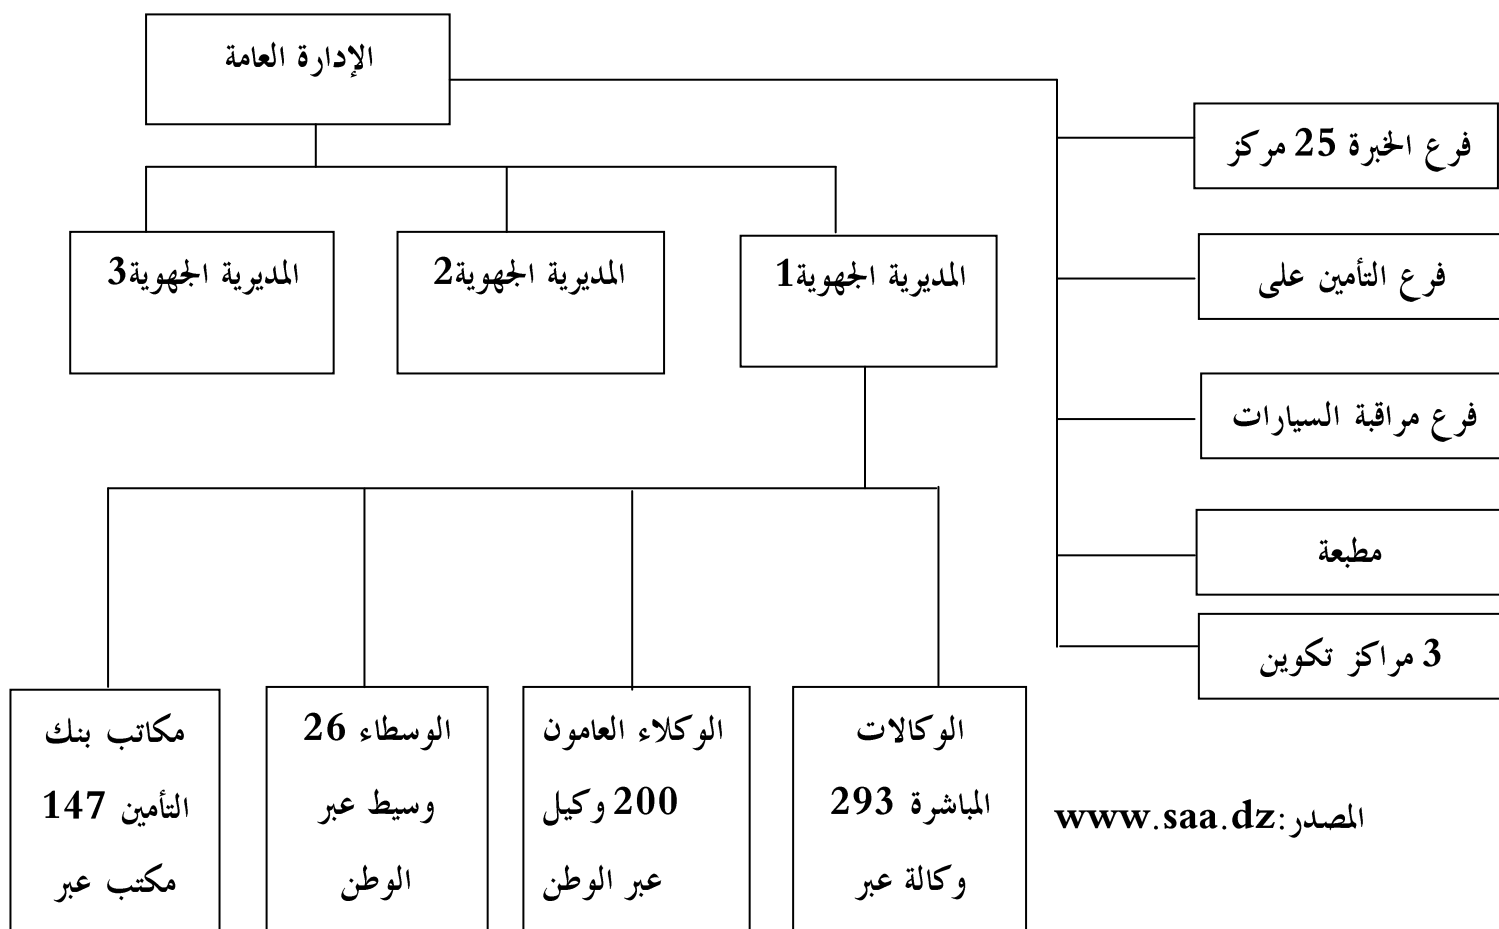 الإدارة العامة
فرع الخبرة 25 مركز
المديرية الجهوية1
المديرية الجهوية2
المديرية الجهوية3
فرع التأمين على
فرع مراقبة السيارات
مطبعة
3 مراكز تكوين
الوكالات
المباشرة 293
وكالة عبر
الوكلاء العامون
200 وكيل
عبر الوطن
الوسطاء 26
وسيط عبر
الوطن
مكاتب بنك
التأمين 147
مكتب عبر
المصدر:www.saa.dz